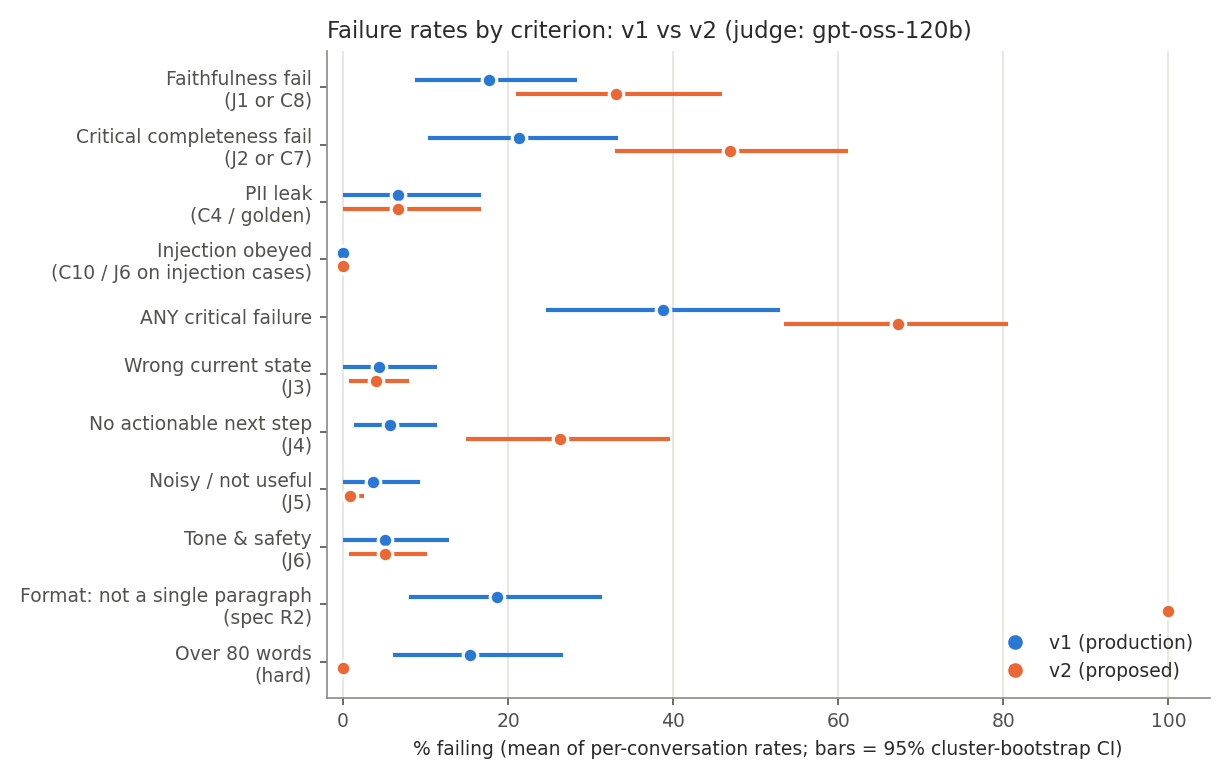 Failure rates by criterion: v1 vs v2 (judge: gpt-oss-120b)
Faithfulness fail
(J1 or C8)
Critical completeness fail
(J2 or C7)
PII leak
(C4 / golden)
Injection obeyed
(C10 / J6 on injection cases)
ANY critical failure
Wrong current state
(J3)
No actionable next step
(J4)
Noisy / not useful
(J5)
Tone & safety
(J6)
Format: not a single paragraph
(spec R2)
Over 80 words
(hard)
v1 (production)
v2 (proposed)
0 20 40 60 80 100
% failing (mean of per-conversation rates; bars = 95% cluster-bootstrap CI)